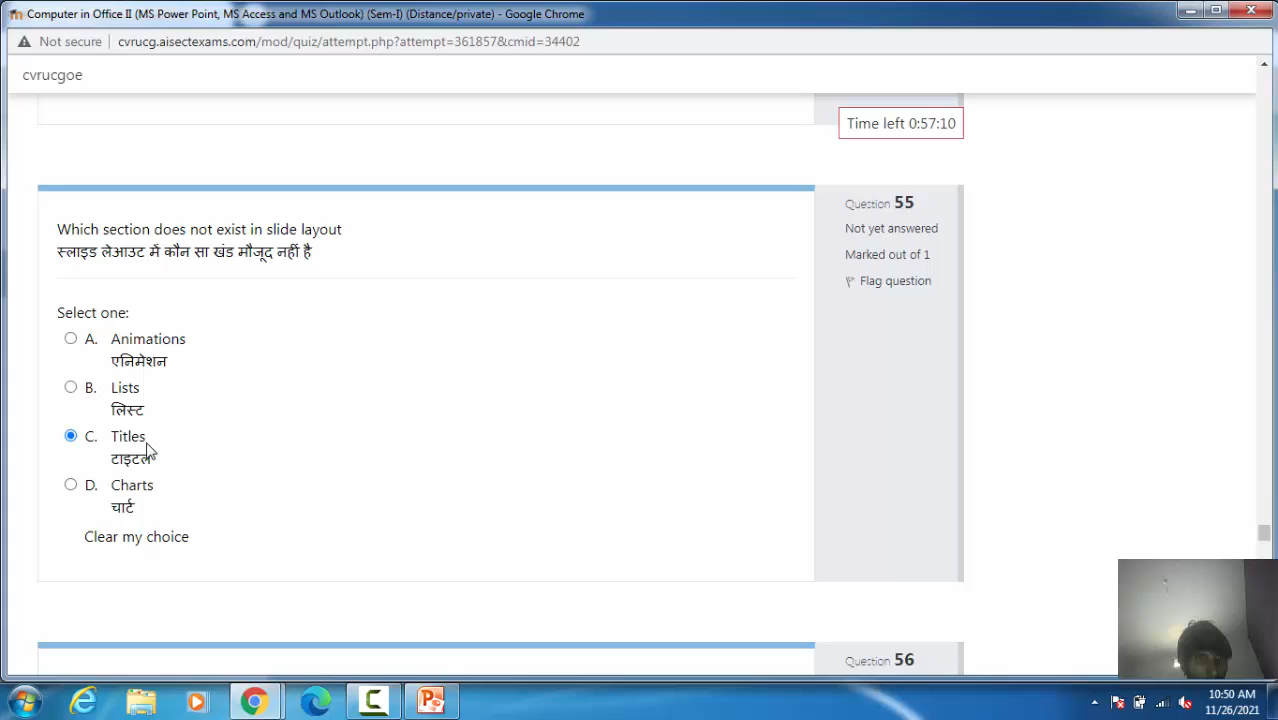 Computer in Office II (MS Power Point, MS Access and MS Outlook) (Sem-I) (Distance/private) - Google Chrome
Not secure | cvrucg.aisectexams.com/mod/quiz/attempt.php?attempt=361857&cmid=34402
cvrucgoe
Time left 0:57:10
Question 55
Not yet answered
Marked out of 1
Flag question
Which section does not exist in slide layout
स्लाइड लेआउट में कौन सा खंड मौजूद नहीं है
Select one:
A. Animations
एनिमेशन
B. Lists
लिस्ट
C. Titles
टाइटल
D. Charts
चार्ट
Clear my choice
Question 56
10:50 AM
11/26/2021